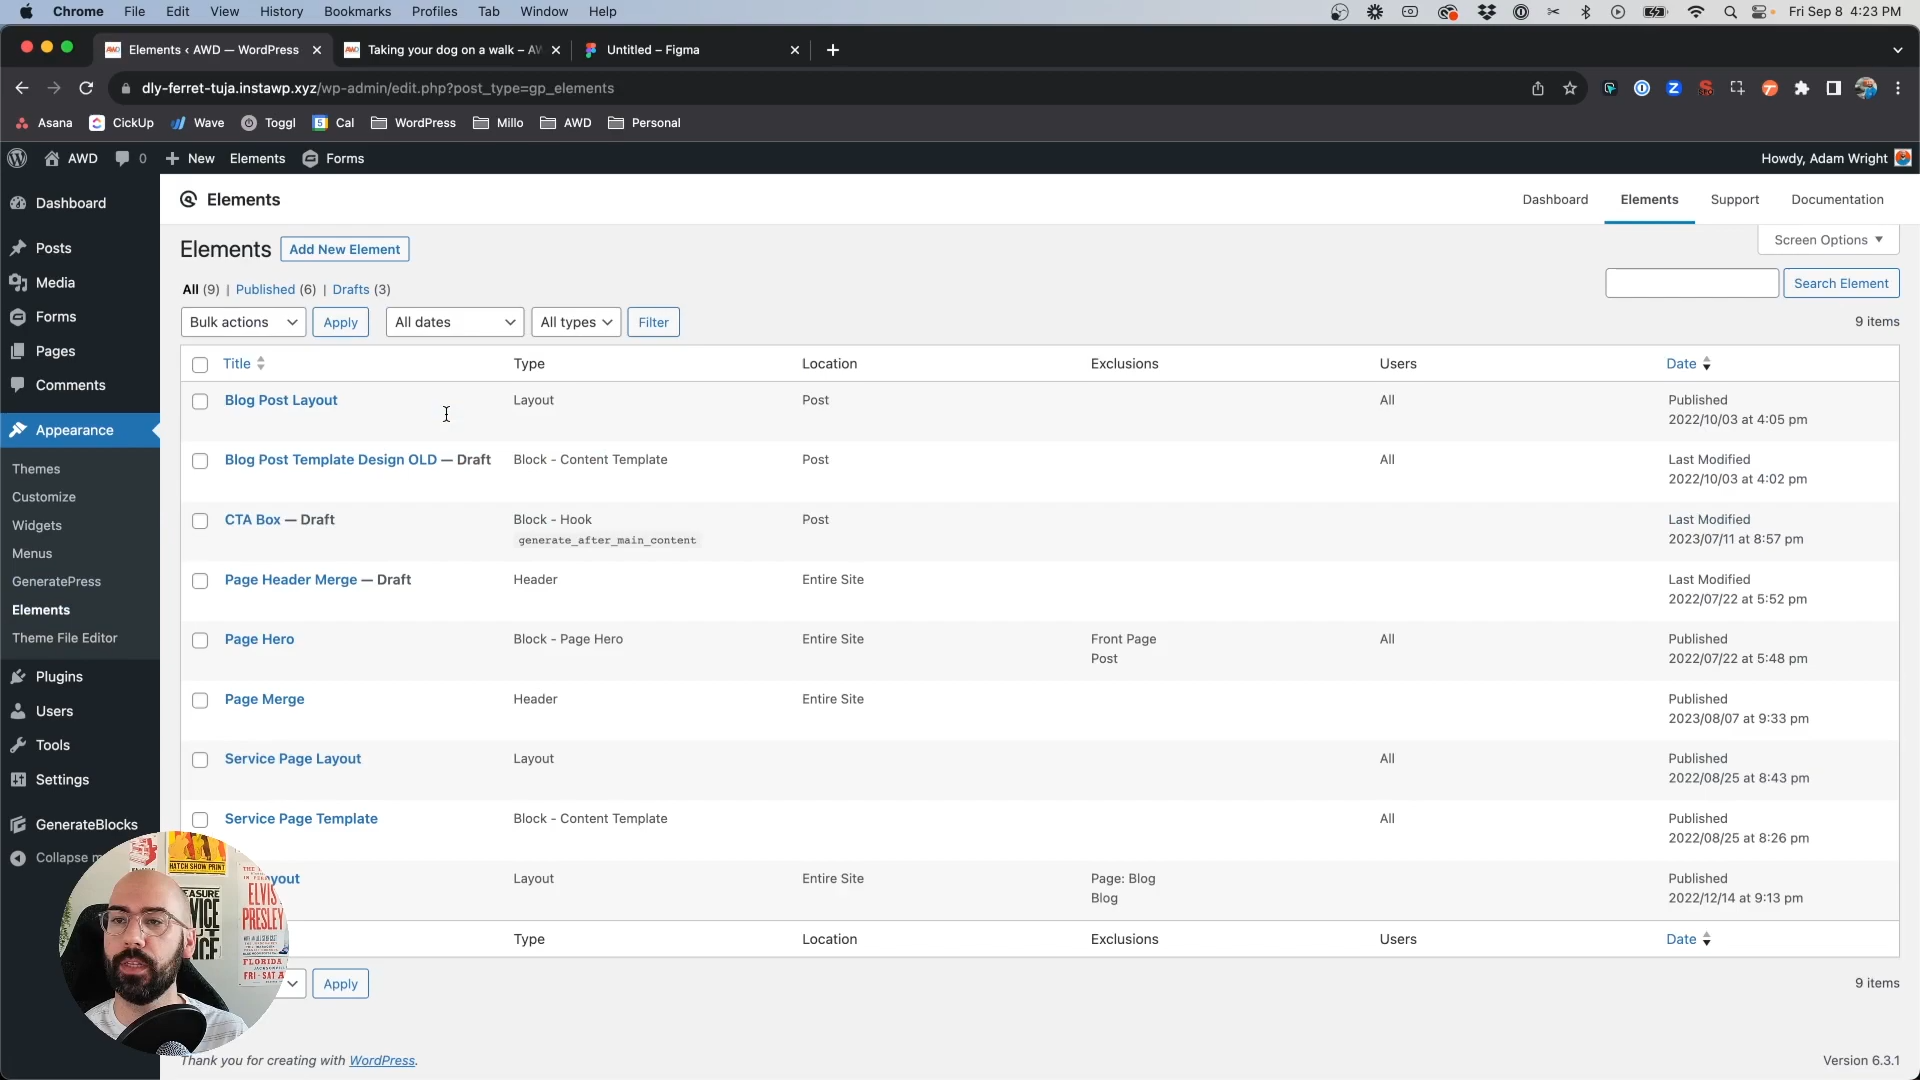 Chrome File Edit View History Bookmarks Profiles Tab Window Help Fri Sep 8 4:23 PM
Elements ‹ AWD — WordPress Taking your dog on a walk – AW Untitled – Figma
dly-ferret-tuja.instawp.xyz/wp-admin/edit.php?post_type=gp_elements
Asana CickUp Wave Toggl 5 Cal WordPress Millo AWD Personal
AWD 0 New Elements Forms Howdy, Adam Wright
Dashboard
Posts
Media
Forms
Pages
Comments
Appearance
Themes
Customize
Widgets
Menus
GeneratePress
Elements
Theme File Editor
Plugins
Users
Tools
Settings
GenerateBlocks
Collapse m
Elements Dashboard Elements Support Documentation
Elements Add New Element Screen Options
All (9) | Published (6) | Drafts (3) Search Element
Bulk actions Apply All dates All types Filter 9 items
Title Type Location Exclusions Users Date
Blog Post Layout Layout Post All Published
2022/10/03 at 4:05 pm
Blog Post Template Design OLD — Draft Block - Content Template Post All Last Modified
2022/10/03 at 4:02 pm
CTA Box — Draft Block - Hook Post Last Modified
generate_after_main_content 2023/07/11 at 8:57 pm
Page Header Merge — Draft Header Entire Site Last Modified
2022/07/22 at 5:52 pm
Page Hero Block - Page Hero Entire Site Front Page All Published
Post 2022/07/22 at 5:48 pm
Page Merge Header Entire Site Published
2023/08/07 at 9:33 pm
Service Page Layout Layout All Published
2022/08/25 at 8:43 pm
Service Page Template Block - Content Template All Published
2022/08/25 at 8:26 pm
yout Layout Entire Site Page: Blog Published
Blog 2022/12/14 at 9:13 pm
Type Location Exclusions Users Date
Apply 9 items
Thank you for creating with WordPress. Version 6.3.1
HATCH SHOW PRINT
ELVIS
PRESLEY
FLORIDA